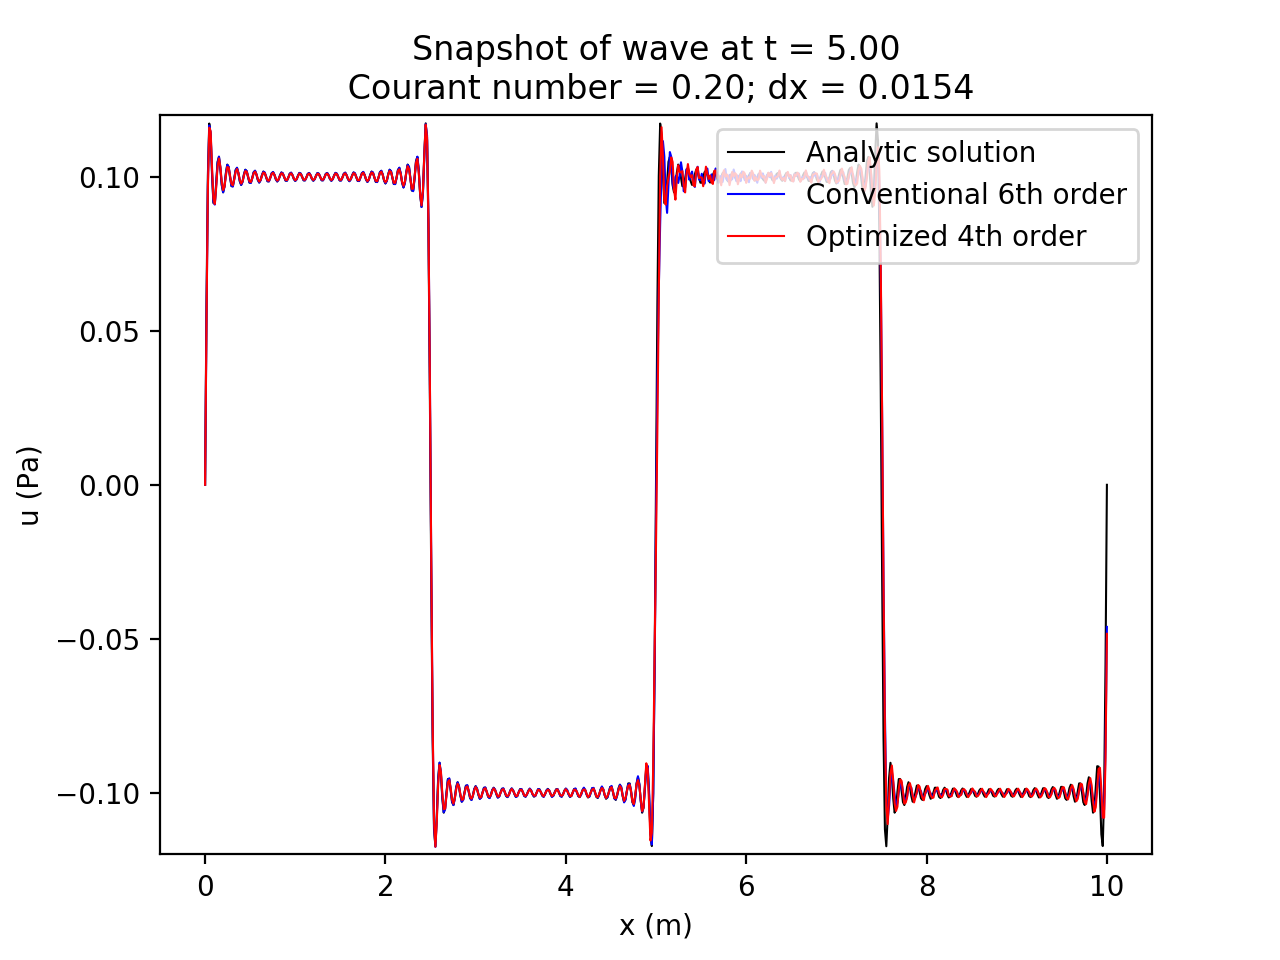 Snapshot of wave at t = 5.00
Courant number = 0.20; dx = 0.0154
Analytic solution
Conventional 6th order
Optimized 4th order
0.10
0.05
0.00
−0.05
−0.10
u (Pa)
0 2 4 6 8 10
x (m)